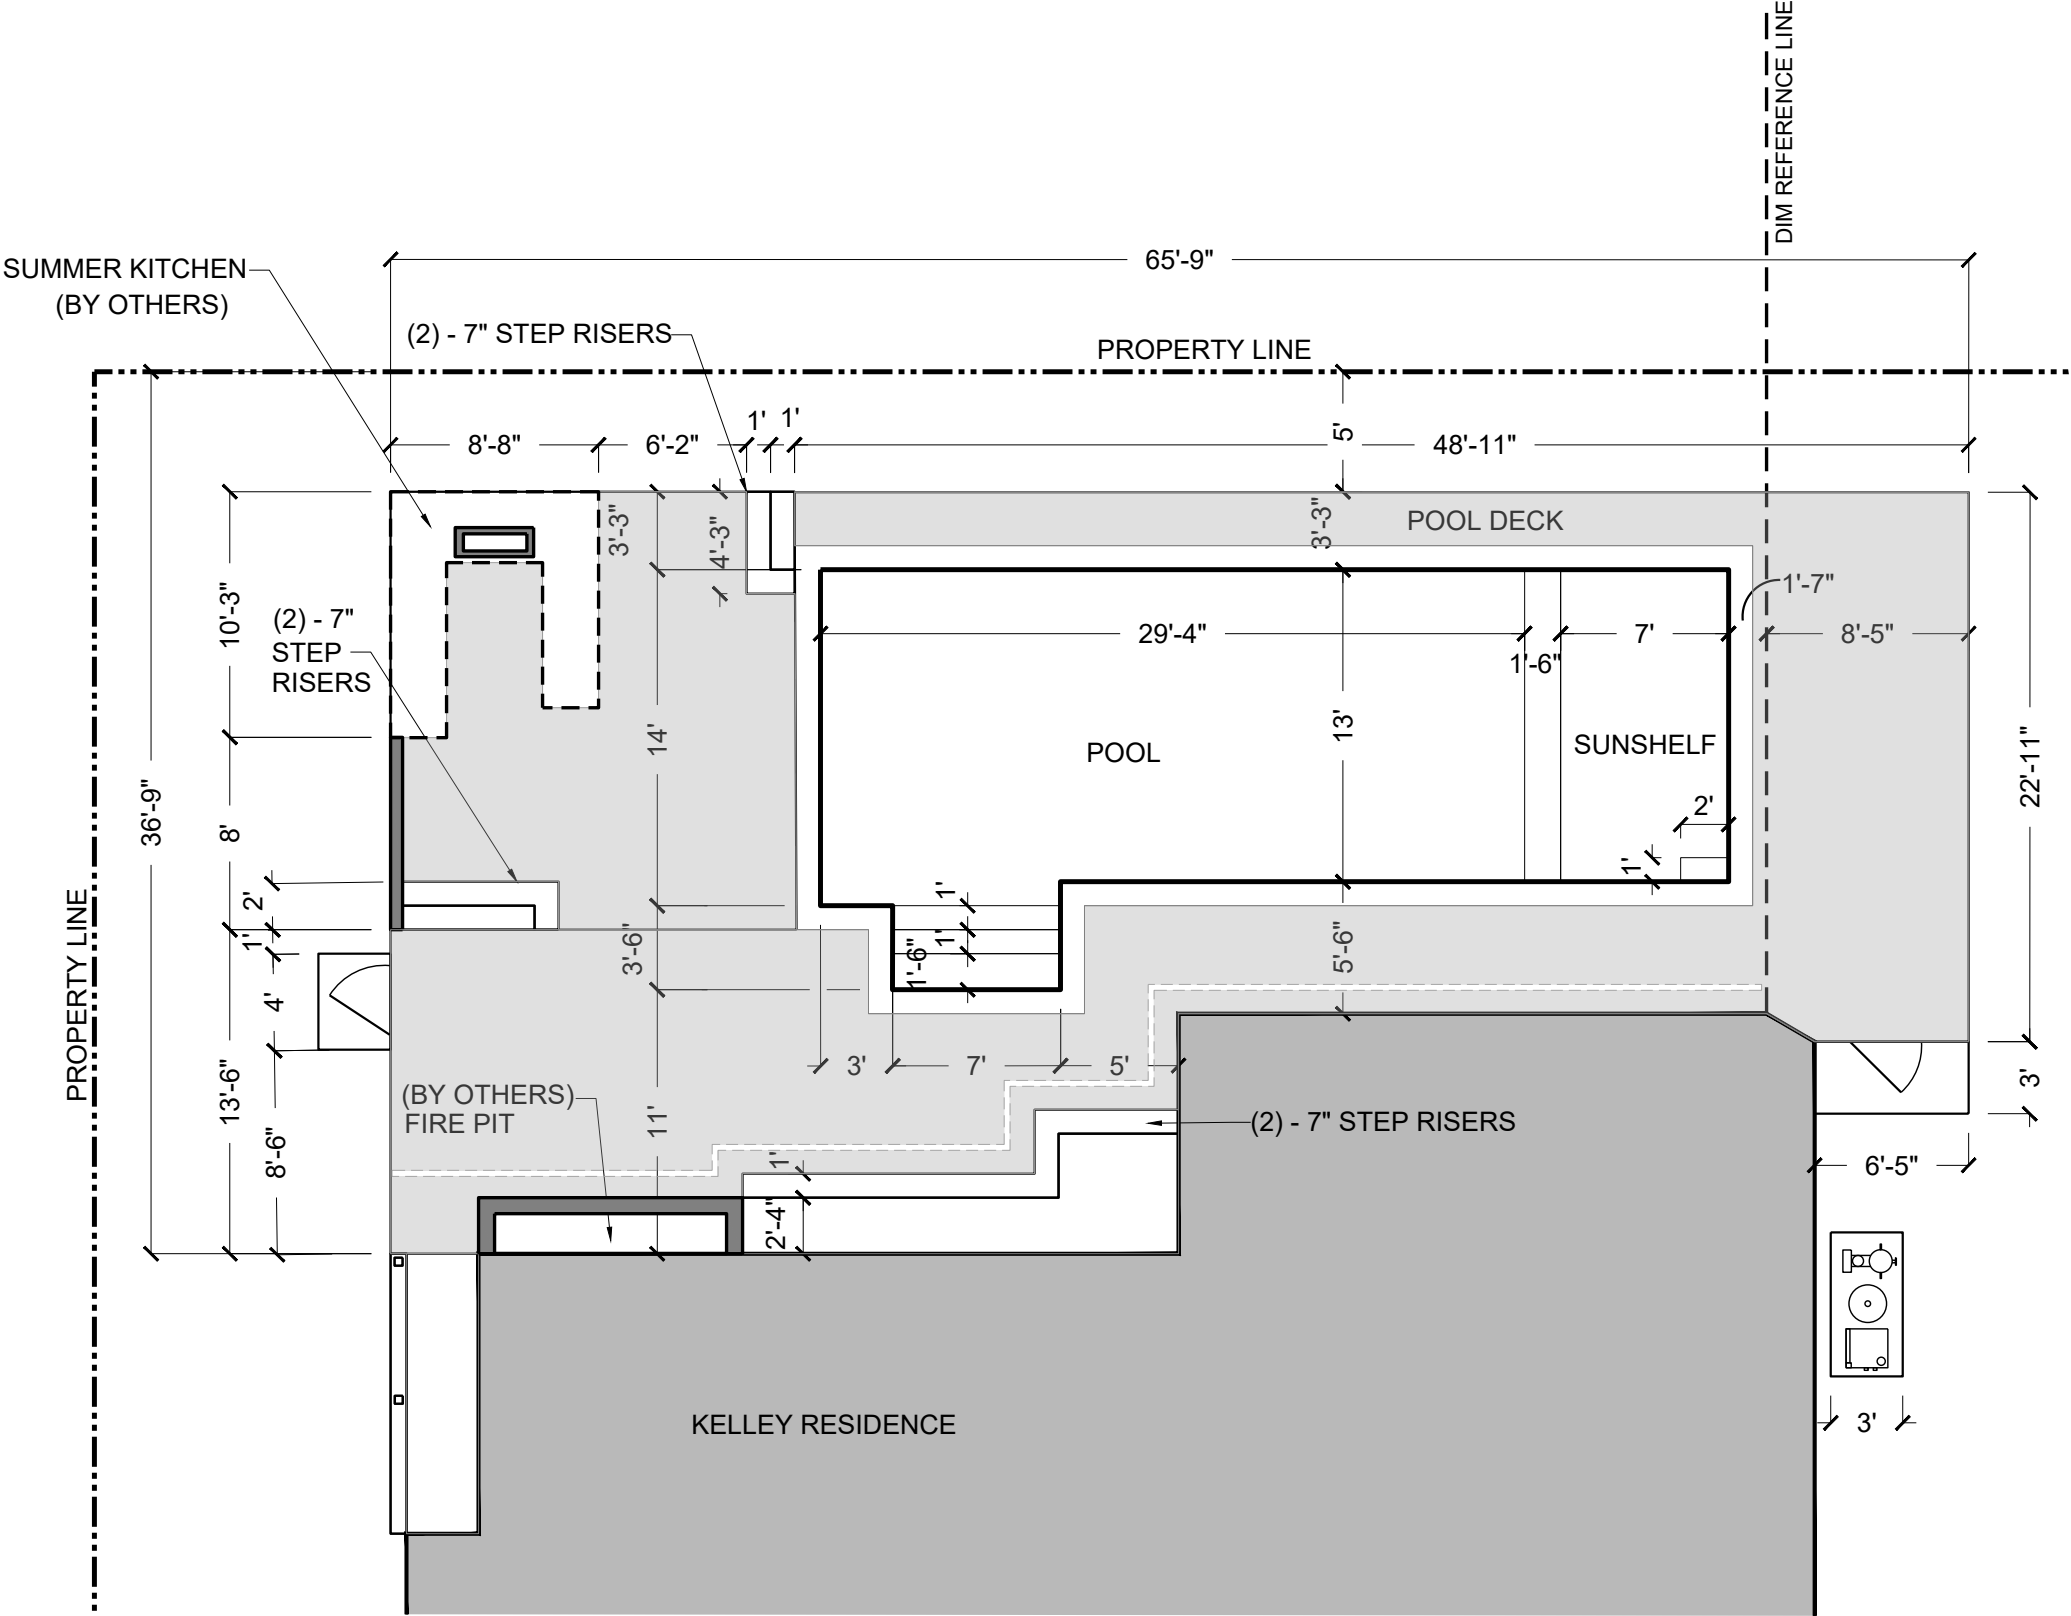 DIM REFERENCE LINE
65'-9"
SUMMER KITCHEN
(BY OTHERS)
(2) - 7" STEP RISERS
PROPERTY LINE
1'
1'
8'-8"
6'-2"
5'
48'-11"
3'-3"
4'-3"
3'-3"
POOL DECK
1'-7"
10'-3"
(2) - 7"
STEP
RISERS
29'-4"
1'-6"
7'
8'-5"
14'
13'
POOL
SUNSHELF
22'-11"
36'-9"
8'
2'
1'
2'
1'
1'
1'
1'-6"
3'-6"
5'-6"
PROPERTY LINE
4'
13'-6"
8'-6"
3'
7'
5'
3'
(BY OTHERS)
FIRE PIT
11'
(2) - 7" STEP RISERS
1'
2'-4"
6'-5"
KELLEY RESIDENCE
3'